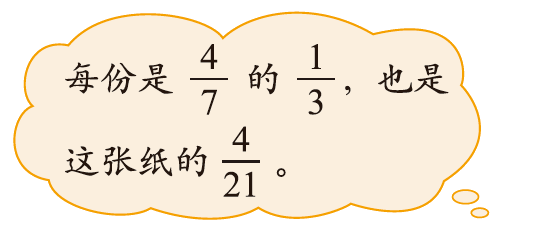 每份是 4/7 的 1/3，也是
这张纸的 4/21 。